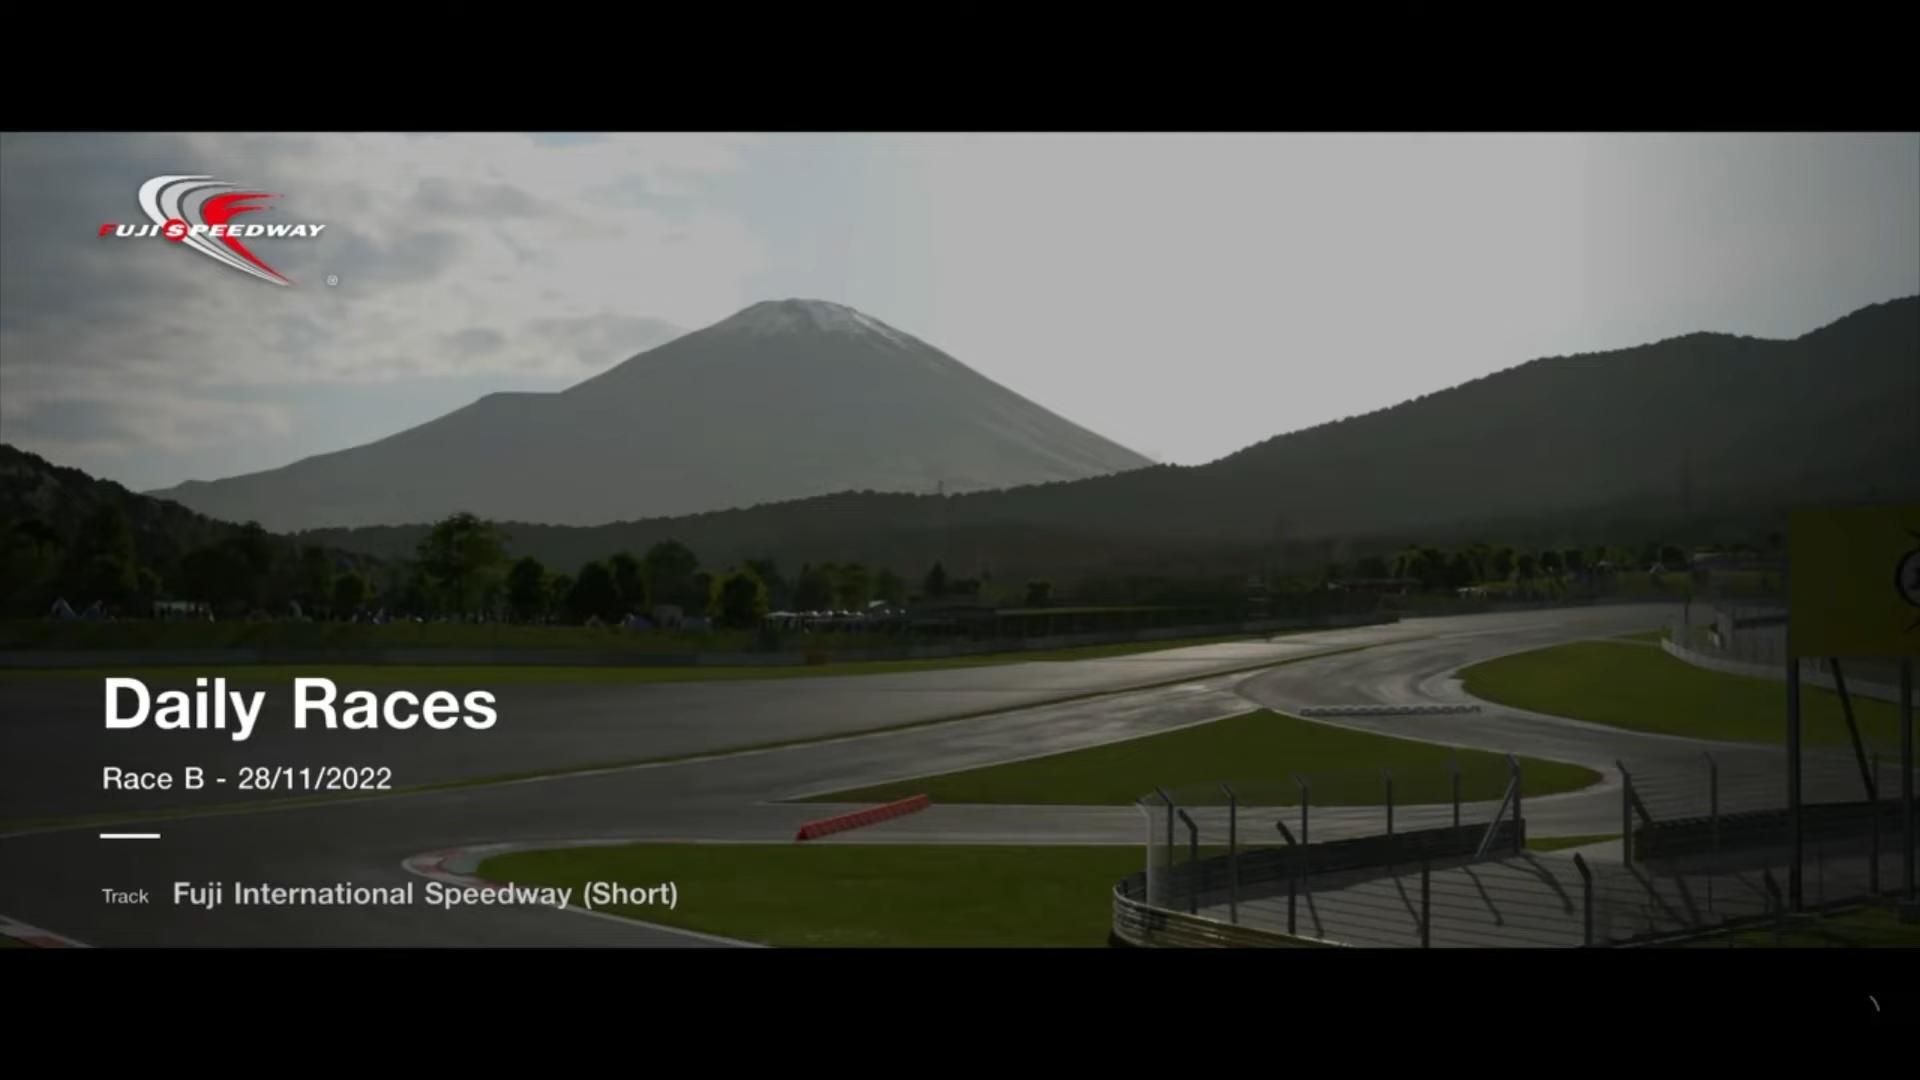 FUJI SPEEDWAY
®
Daily Races
Race B - 28/11/2022
Track Fuji International Speedway (Short)